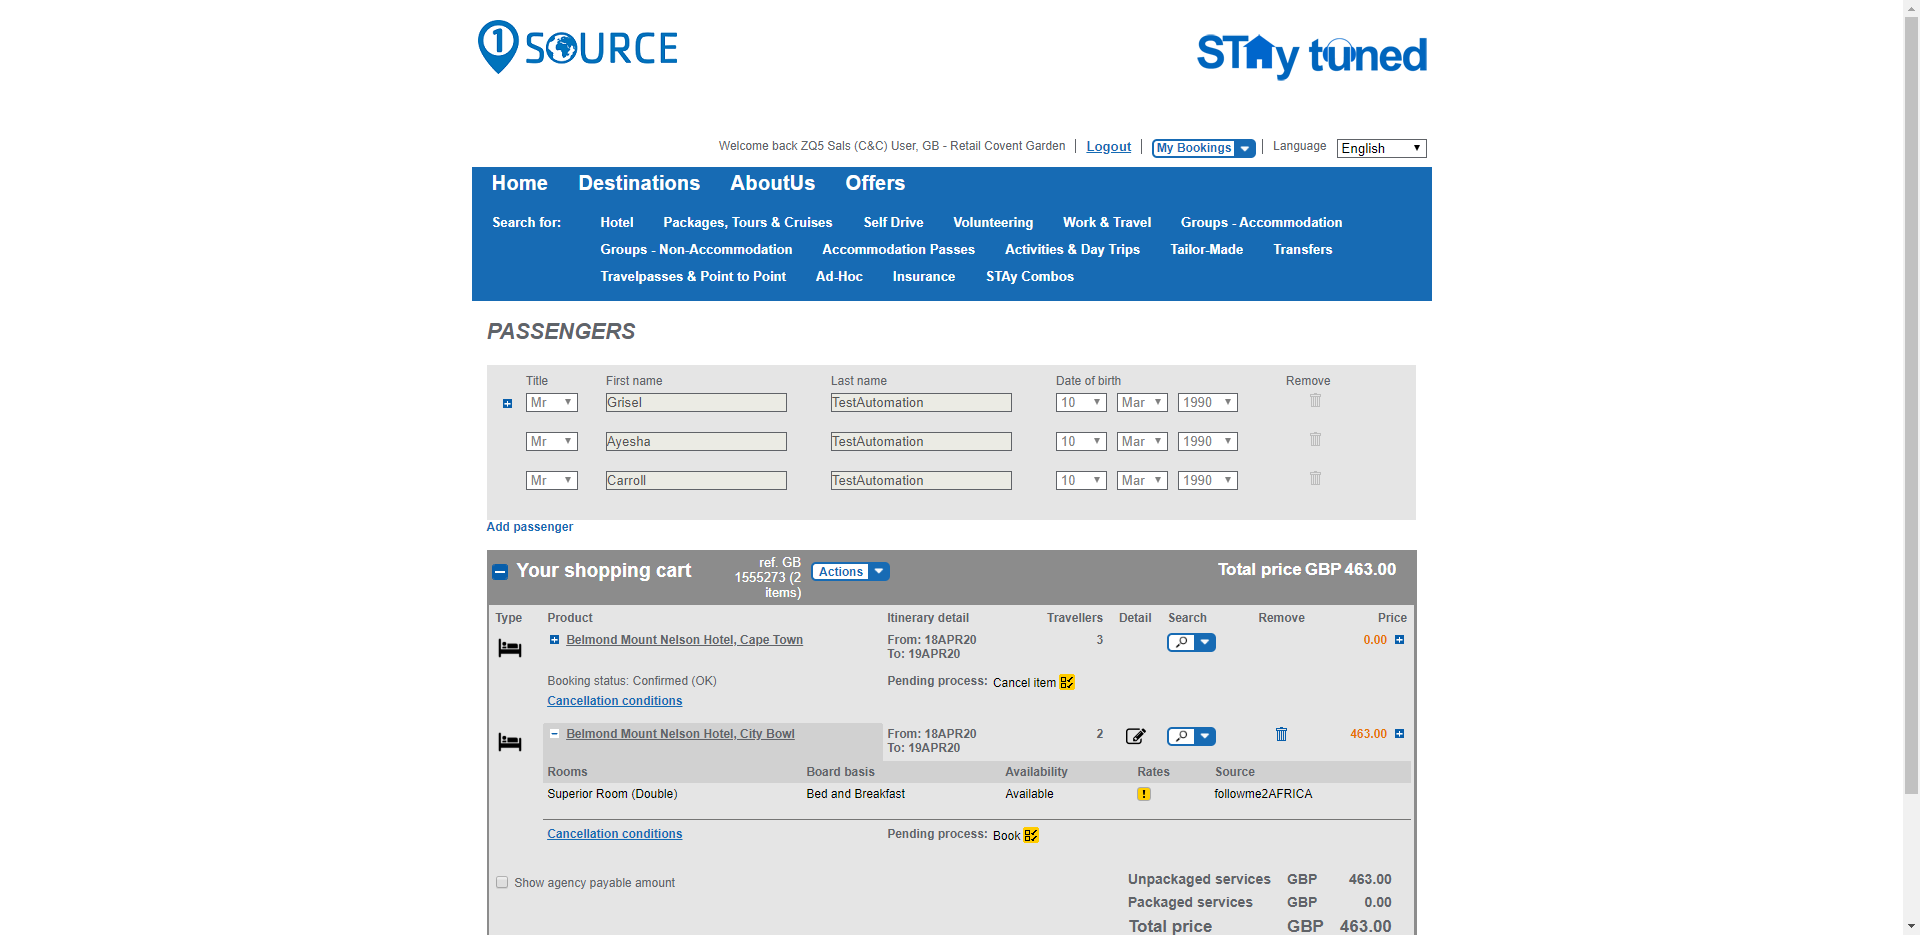 1 SOURCE
STAy tuned
Welcome back ZQ5 Sals (C&C) User, GB - Retail Covent Garden Logout My Bookings Language English
Home Destinations AboutUs Offers
Search for: Hotel Packages, Tours & Cruises Self Drive Volunteering Work & Travel Groups - Accommodation
Groups - Non-Accommodation Accommodation Passes Activities & Day Trips Tailor-Made Transfers
Travelpasses & Point to Point Ad-Hoc Insurance STAy Combos
PASSENGERS
Title First name Last name Date of birth Remove
Mr Grisel TestAutomation 10 Mar 1990
Mr Ayesha TestAutomation 10 Mar 1990
Mr Carroll TestAutomation 10 Mar 1990
Add passenger
Your shopping cart ref. GB
1555273 (2
items) Actions Total price GBP 463.00
Type Product Itinerary detail Travellers Detail Search Remove Price
Belmond Mount Nelson Hotel, Cape Town From: 18APR20 3 0.00
To: 19APR20
Booking status: Confirmed (OK) Pending process: Cancel item
Cancellation conditions
Belmond Mount Nelson Hotel, City Bowl From: 18APR20 2 463.00
To: 19APR20
Rooms Board basis Availability Rates Source
Superior Room (Double) Bed and Breakfast Available ! followme2AFRICA
Cancellation conditions Pending process: Book
Show agency payable amount Unpackaged services GBP 463.00
Packaged services GBP 0.00
Total price GBP 463.00